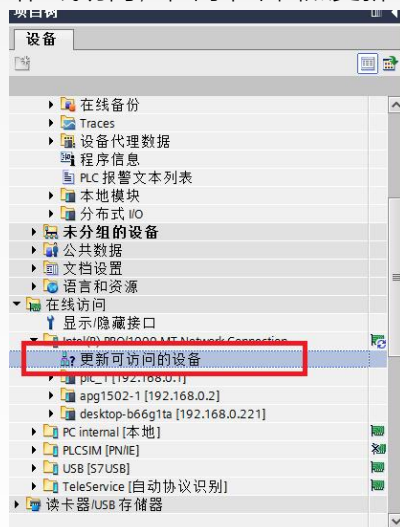 项目树
设备
在线备份
Traces
设备代理数据
程序信息
PLC 报警文本列表
本地模块
分布式 I/O
未分组的设备
公共数据
文档设置
语言和资源
在线访问
显示/隐藏接口
Intel(R) PRO/1000 MT Network Connection
更新可访问的设备
plc_1 [192.168.0.1]
apg1502-1 [192.168.0.2]
desktop-b66g1ta [192.168.0.221]
PC internal [本地]
PLCSIM [PN/IE]
USB [S7USB]
TeleService [自动协议识别]
读卡器/USB 存储器